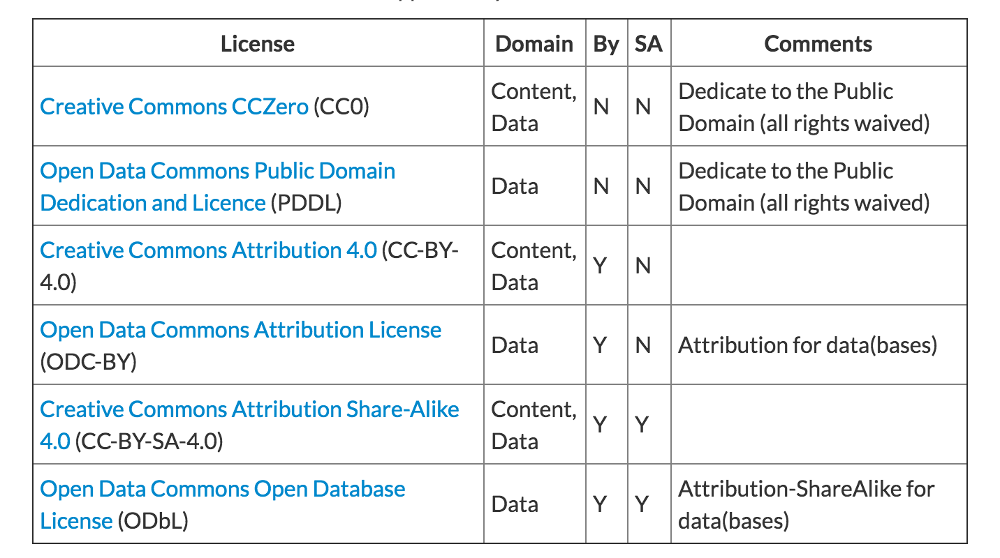 License Domain By SA Comments
Creative Commons CCZero (CC0) Content, Data N N Dedicate to the Public Domain (all rights waived)
Open Data Commons Public Domain Dedication and Licence (PDDL) Data N N Dedicate to the Public Domain (all rights waived)
Creative Commons Attribution 4.0 (CC-BY-4.0) Content, Data Y N
Open Data Commons Attribution License (ODC-BY) Data Y N Attribution for data(bases)
Creative Commons Attribution Share-Alike 4.0 (CC-BY-SA-4.0) Content, Data Y Y
Open Data Commons Open Database License (ODbL) Data Y Y Attribution-ShareAlike for data(bases)